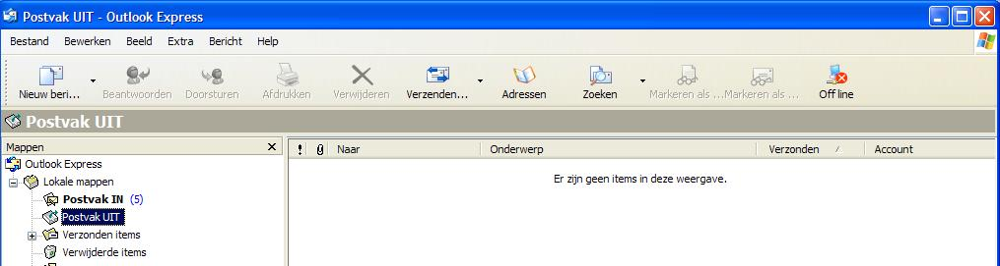 Postvak UIT - Outlook Express
Bestand Bewerken Beeld Extra Bericht Help
Nieuw beri... Beantwoorden Doorsturen Afdrukken Verwijderen Verzenden... Adressen Zoeken Markeren als ... Markeren als ... Off line
Postvak UIT
Mappen
Naar Onderwerp Verzonden Account
Outlook Express
Er zijn geen items in deze weergave.
Lokale mappen
Postvak IN (5)
Postvak UIT
Verzonden items
Verwijderde items